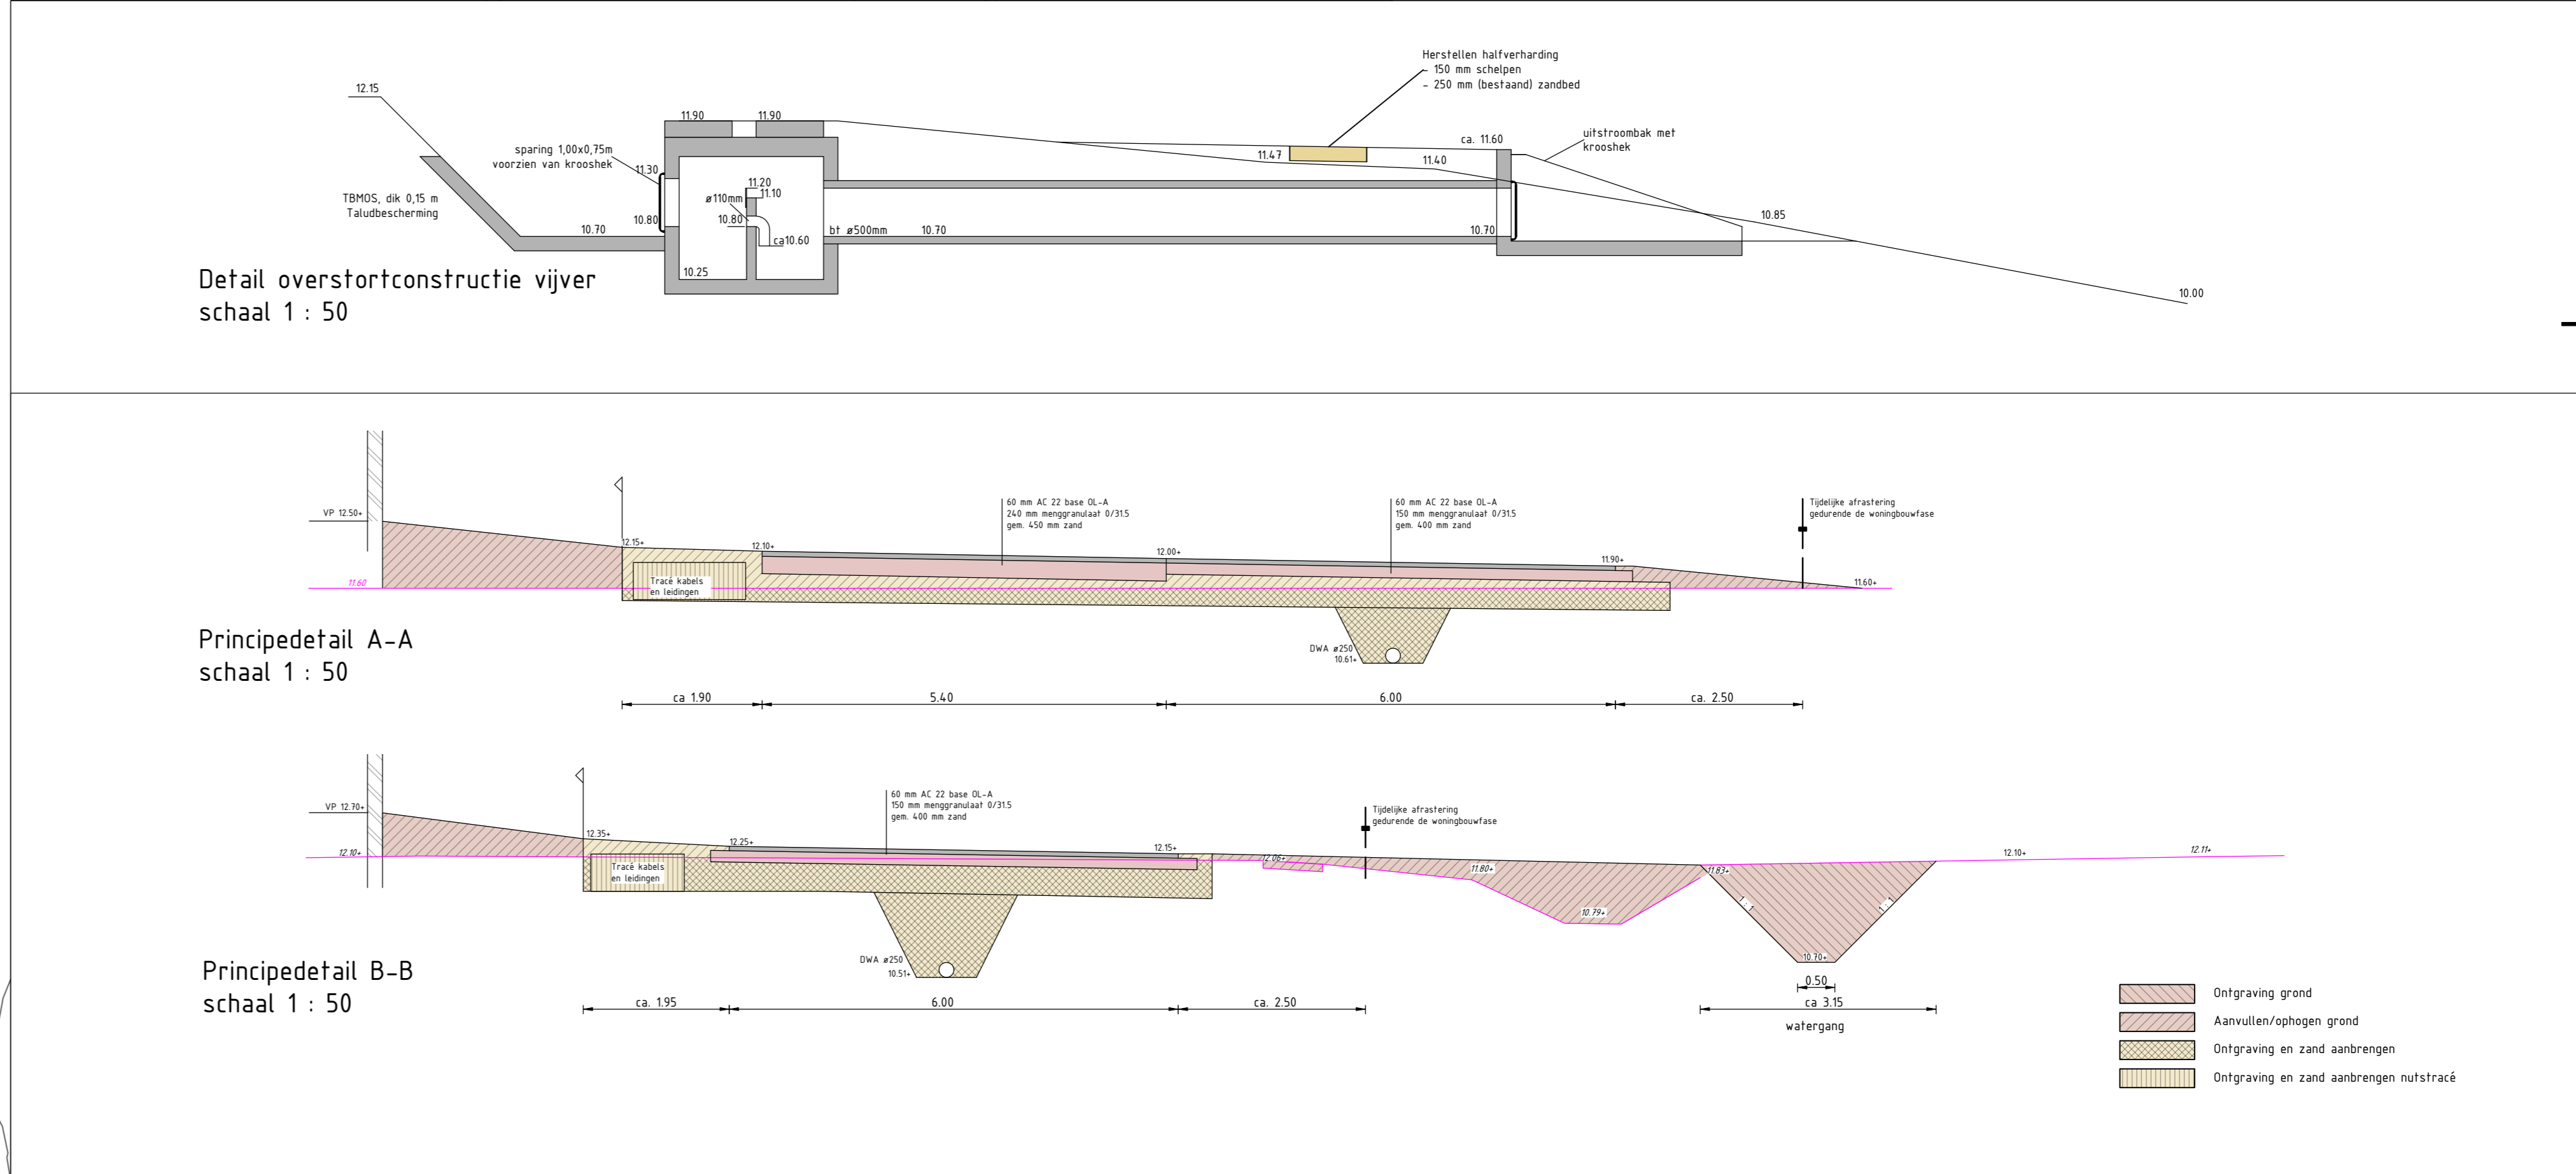 12.15
TBMOS, dik 0,15 m
Taludbescherming
sparing 1,00x0,75m
voorzien van krooshek
10.70
11.30
10.80
11.90
11.90
11.20
11.10
ø110mm
10.80
ca10.60
10.25
bt ø500mm
10.70
Herstellen halfverharding
- 150 mm schelpen
- 250 mm (bestaand) zandbed
11.47
11.40
ca. 11.60
10.70
uitstroombak met
krooshek
10.85
10.00
Detail overstortconstructie vijver
schaal 1 : 50
VP 12.50+
11.60
12.15+
12.10+
Tracé kabels
en leidingen
60 mm AC 22 base OL-A
240 mm menggranulaat 0/31.5
gem. 450 mm zand
12.00+
60 mm AC 22 base OL-A
150 mm menggranulaat 0/31.5
gem. 400 mm zand
11.90+
Tijdelijke afrastering
gedurende de woningbouwfase
11.60+
DWA ø250
10.61+
Principedetail A-A
schaal 1 : 50
ca 1.90
5.40
6.00
ca. 2.50
VP 12.70+
12.10+
12.35+
12.25+
Tracé kabels
en leidingen
60 mm AC 22 base OL-A
150 mm menggranulaat 0/31.5
gem. 400 mm zand
12.15+
12.06+
Tijdelijke afrastering
gedurende de woningbouwfase
11.80+
10.79+
11.83+
1 : 1
1 : 1
10.70+
12.10+
12.11+
DWA ø250
10.51+
Principedetail B-B
schaal 1 : 50
ca. 1.95
6.00
ca. 2.50
0.50
ca 3.15
watergang
Ontgraving grond
Aanvullen/ophogen grond
Ontgraving en zand aanbrengen
Ontgraving en zand aanbrengen nutstracé